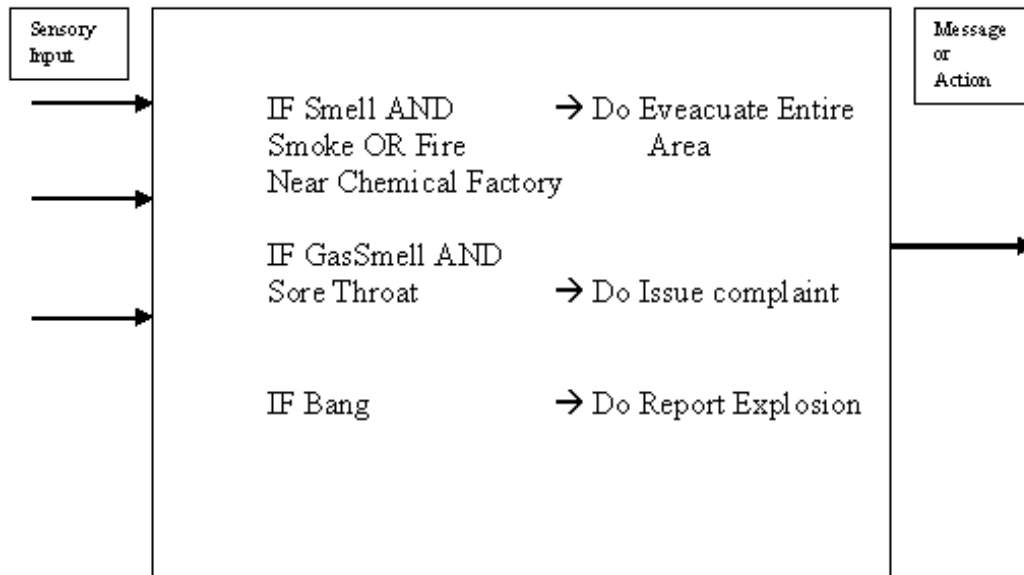 Sensory
Input
Message
or
Action
IF Smell AND → Do Eveacuate Entire
Smoke OR Fire Area
Near Chemical Factory
IF GasSmell AND
Sore Throat → Do Issue complaint
IF Bang → Do Report Explosion